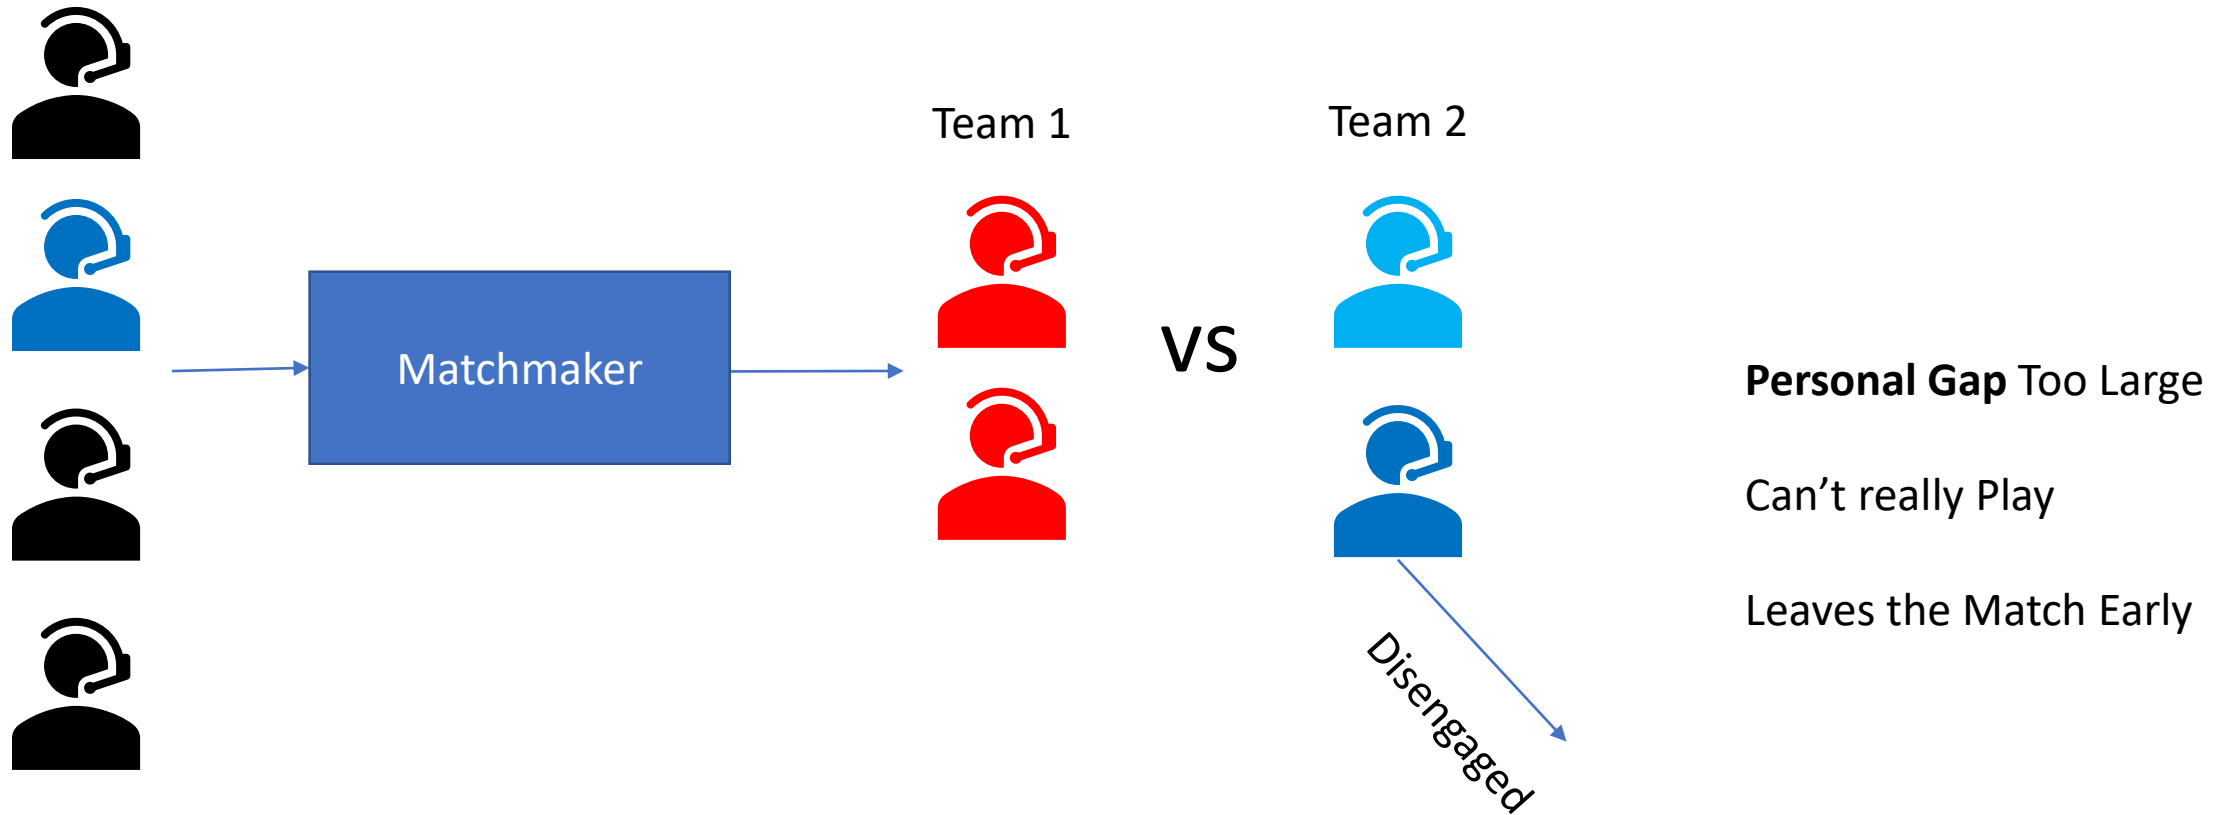 Team 1
Team 2
Matchmaker
vs
Personal Gap Too Large
Can’t really Play
Leaves the Match Early
Disengaged